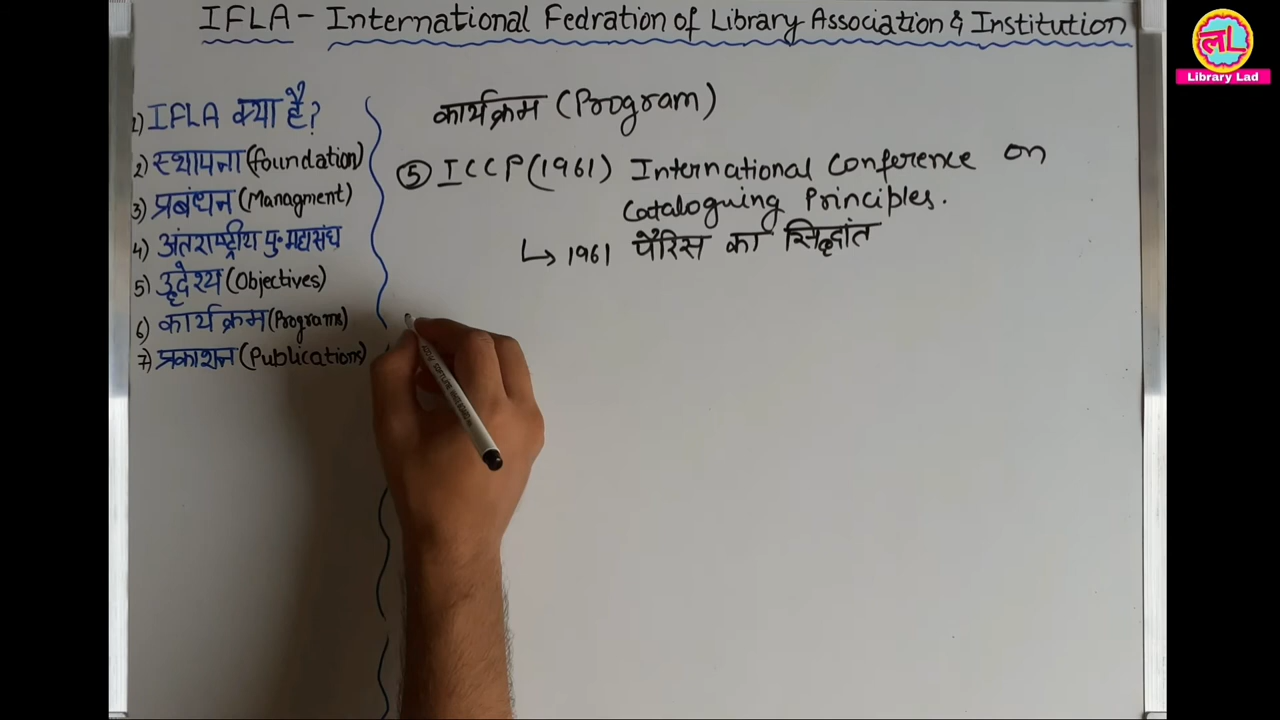 IFLA - International Fedration of Library Association & Institution
लL
Library Lad
1) IFLA क्या है?
2) स्थापना (foundation)
3) प्रबंधन (Managment)
4) अंतराष्ट्रीय पु. महासंघ
5) उद्देश्य (Objectives)
6) कार्यक्रम (Programs)
7) प्रकाशन (Publications)
कार्यक्रम (Program)
⑤ ICCP (1961) International Conference on
Cataloguing Principles.
↳ 1961 पेरिस का सिद्धांत